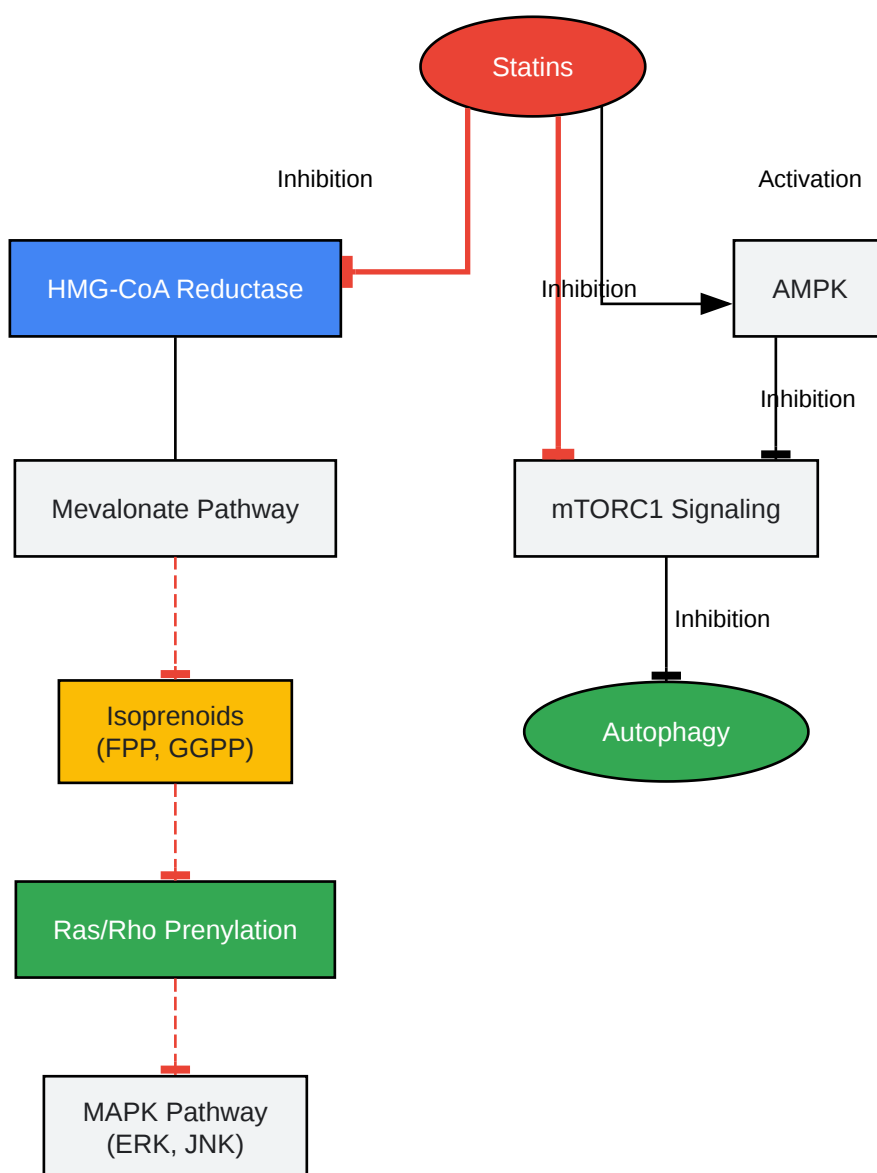 Statins
Inhibition
Activation
HMG-CoA Reductase
Inhibition
AMPK
Inhibition
Mevalonate Pathway
mTORC1 Signaling
Inhibition
Isoprenoids
(FPP, GGPP)
Autophagy
Ras/Rho Prenylation
MAPK Pathway
(ERK, JNK)